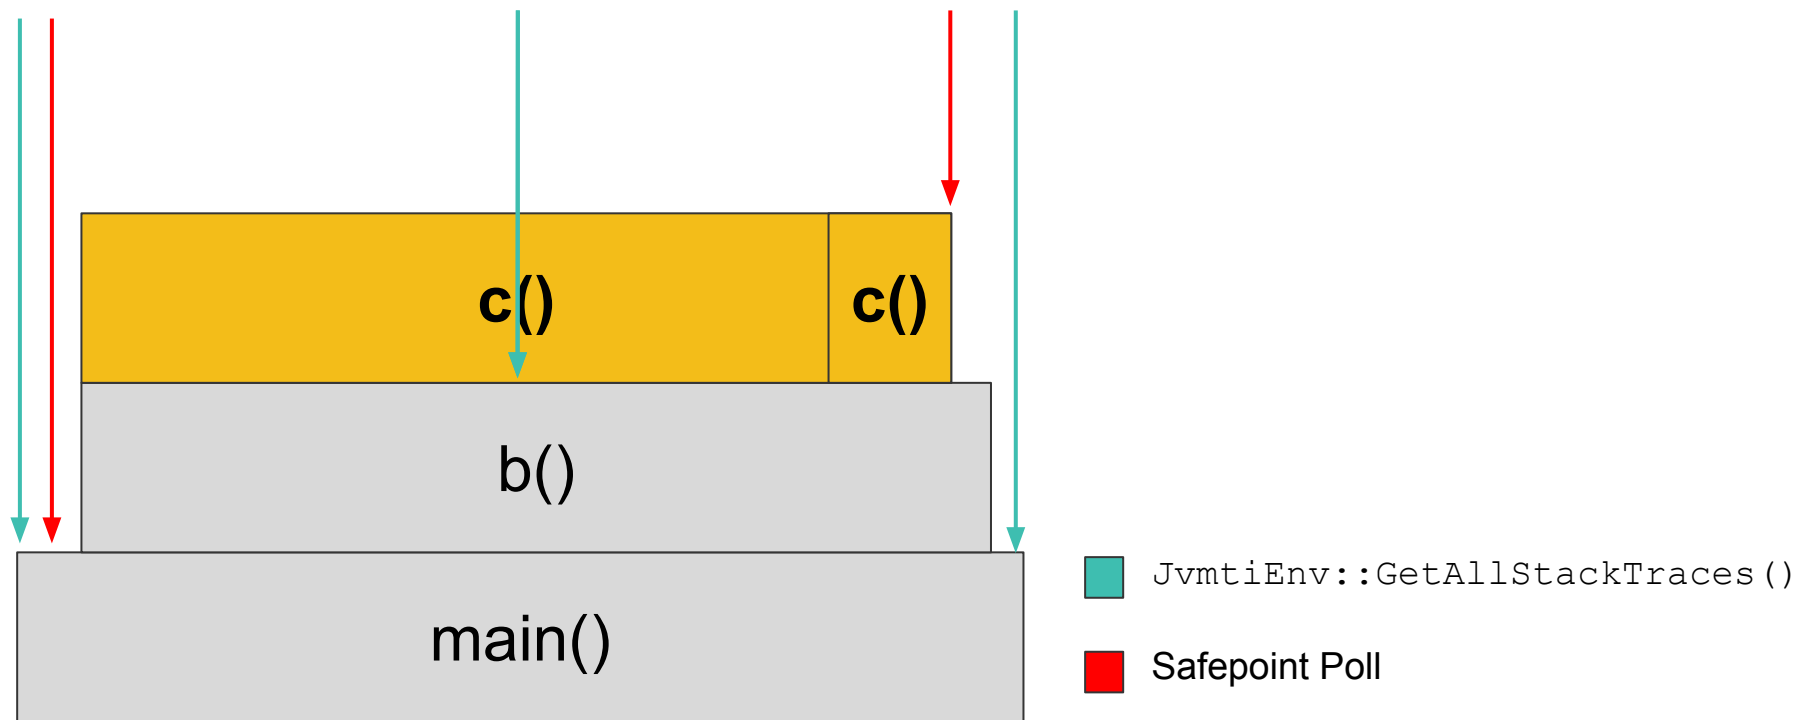 c() c()
b()
JvmtiEnv::GetAllStackTraces()
main()
Safepoint Poll